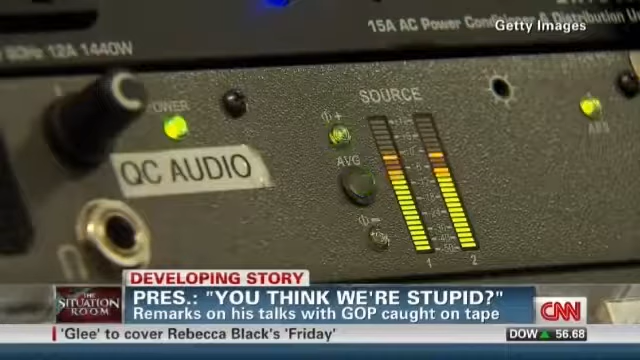 15A AC Power Conditioner & Distribution Un
Getty Images
60Hz 12A 1440W
POWER
SOURCE
Φ+
AVG
QC AUDIO
Φ-
1 2
DEVELOPING STORY
THE SITUATION ROOM
PRES.: "YOU THINK WE'RE STUPID?"
Remarks on his talks with GOP caught on tape
CNN
'Glee' to cover Rebecca Black's 'Friday'
DOW ▲ 56.68